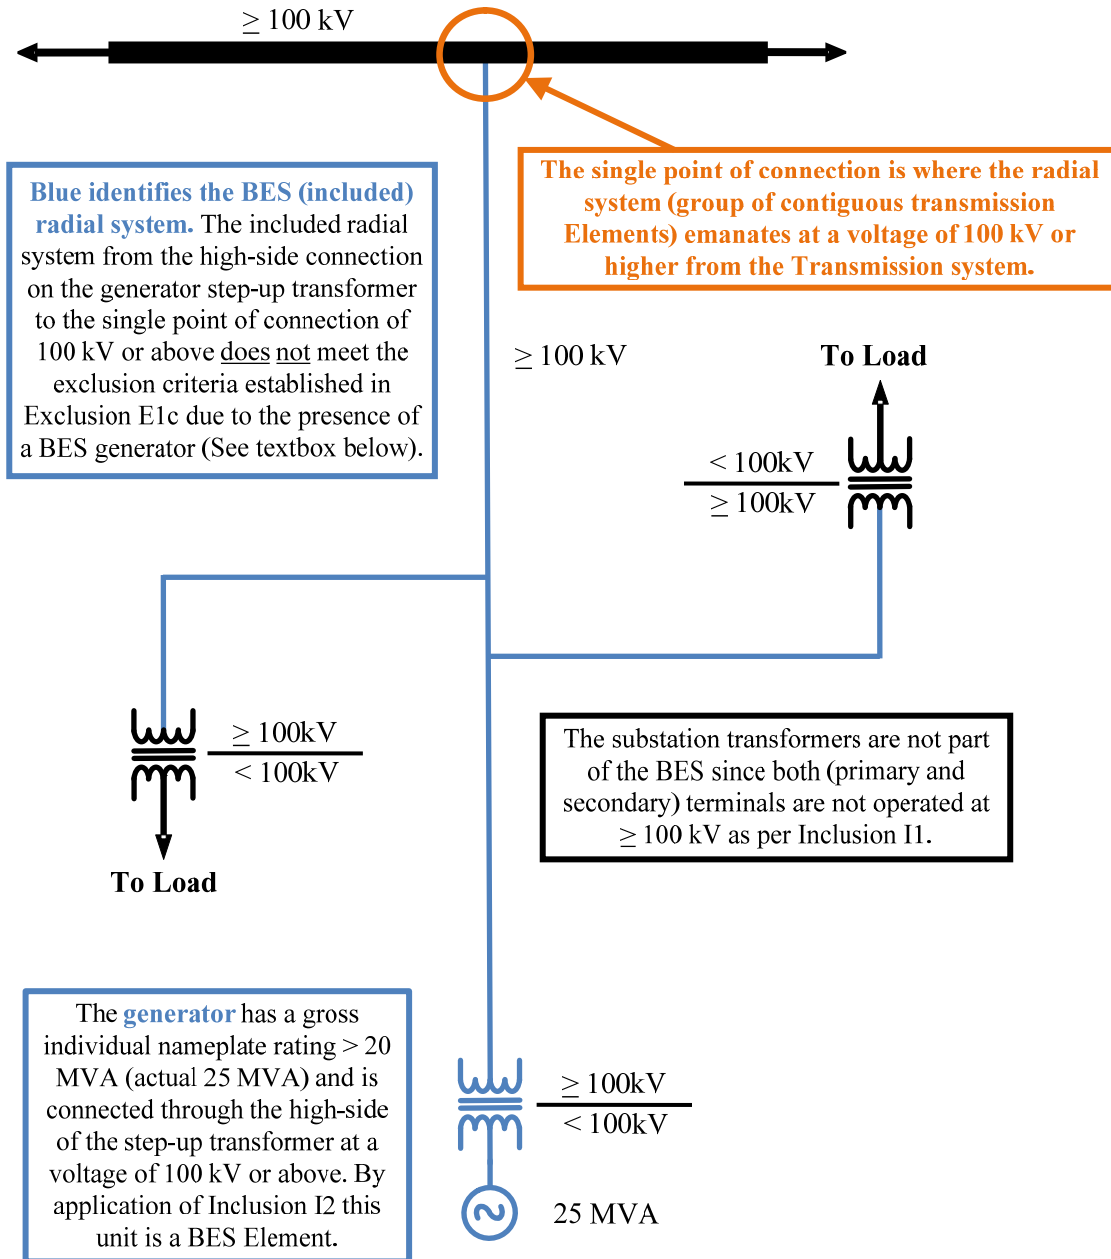 ≥ 100 kV
Blue identifies the BES (included)
radial system. The included radial
system from the high-side connection
on the generator step-up transformer
to the single point of connection of
100 kV or above does not meet the
exclusion criteria established in
Exclusion E1c due to the presence of
a BES generator (See textbox below).
The single point of connection is where the radial
system (group of contiguous transmission
Elements) emanates at a voltage of 100 kV or
higher from the Transmission system.
≥ 100 kV
To Load
< 100kV
≥ 100kV
≥ 100kV
< 100kV
To Load
The substation transformers are not part
of the BES since both (primary and
secondary) terminals are not operated at
≥ 100 kV as per Inclusion I1.
The generator has a gross
individual nameplate rating > 20
MVA (actual 25 MVA) and is
connected through the high-side
of the step-up transformer at a
voltage of 100 kV or above. By
application of Inclusion I2 this
unit is a BES Element.
≥ 100kV
< 100kV
25 MVA